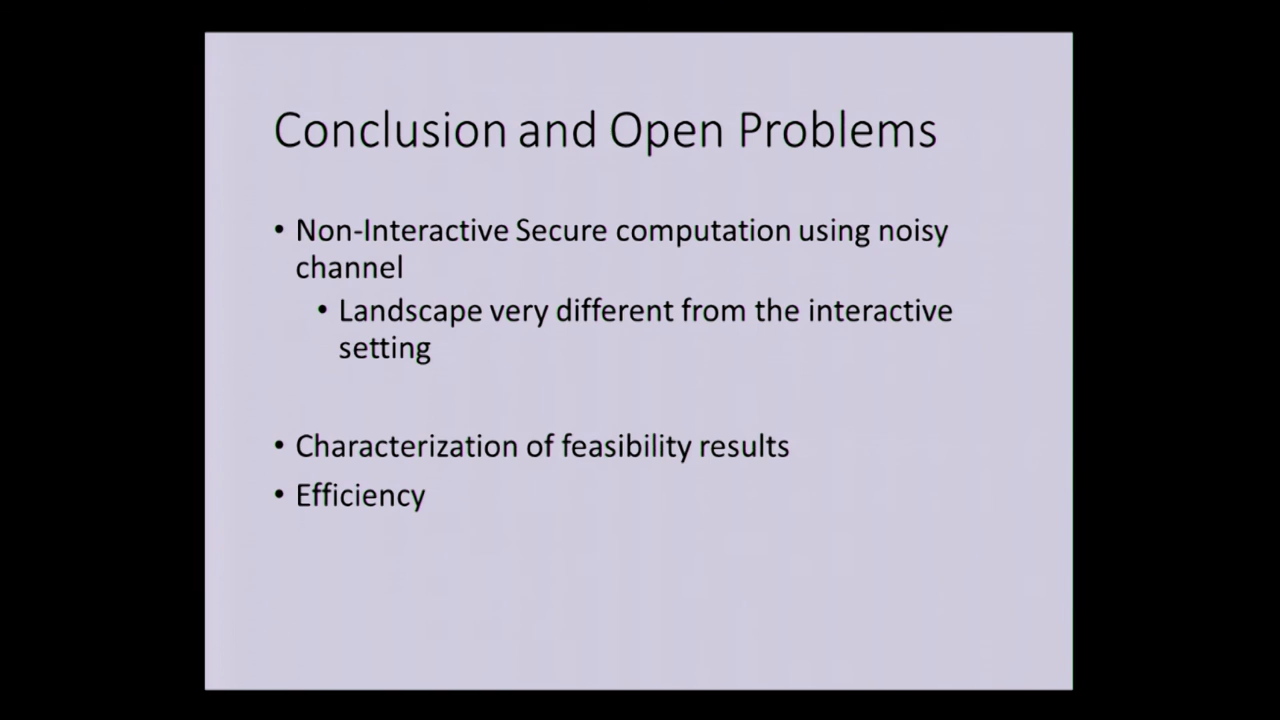 Conclusion and Open Problems
• Non-Interactive Secure computation using noisy
channel
• Landscape very different from the interactive
setting
• Characterization of feasibility results
• Efficiency